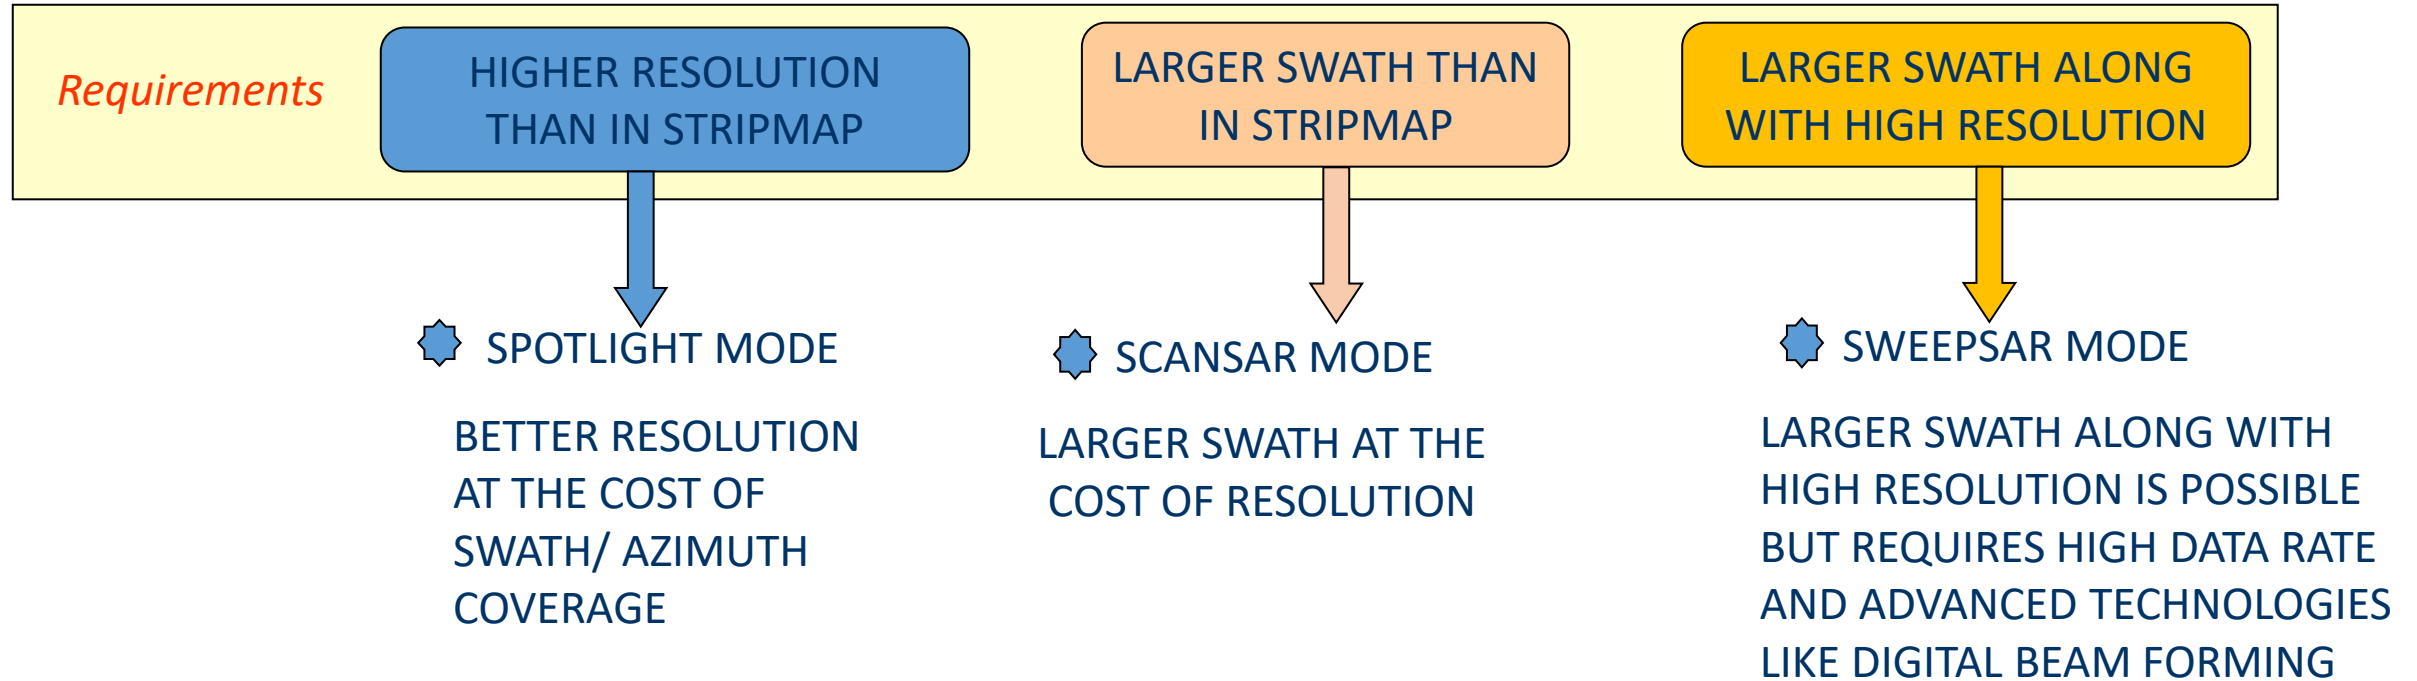 Requirements
HIGHER RESOLUTION
THAN IN STRIPMAP
LARGER SWATH THAN
IN STRIPMAP
LARGER SWATH ALONG
WITH HIGH RESOLUTION
SPOTLIGHT MODE
BETTER RESOLUTION
AT THE COST OF
SWATH/ AZIMUTH
COVERAGE
SCANSAR MODE
LARGER SWATH AT THE
COST OF RESOLUTION
SWEEPSAR MODE
LARGER SWATH ALONG WITH
HIGH RESOLUTION IS POSSIBLE
BUT REQUIRES HIGH DATA RATE
AND ADVANCED TECHNOLOGIES
LIKE DIGITAL BEAM FORMING